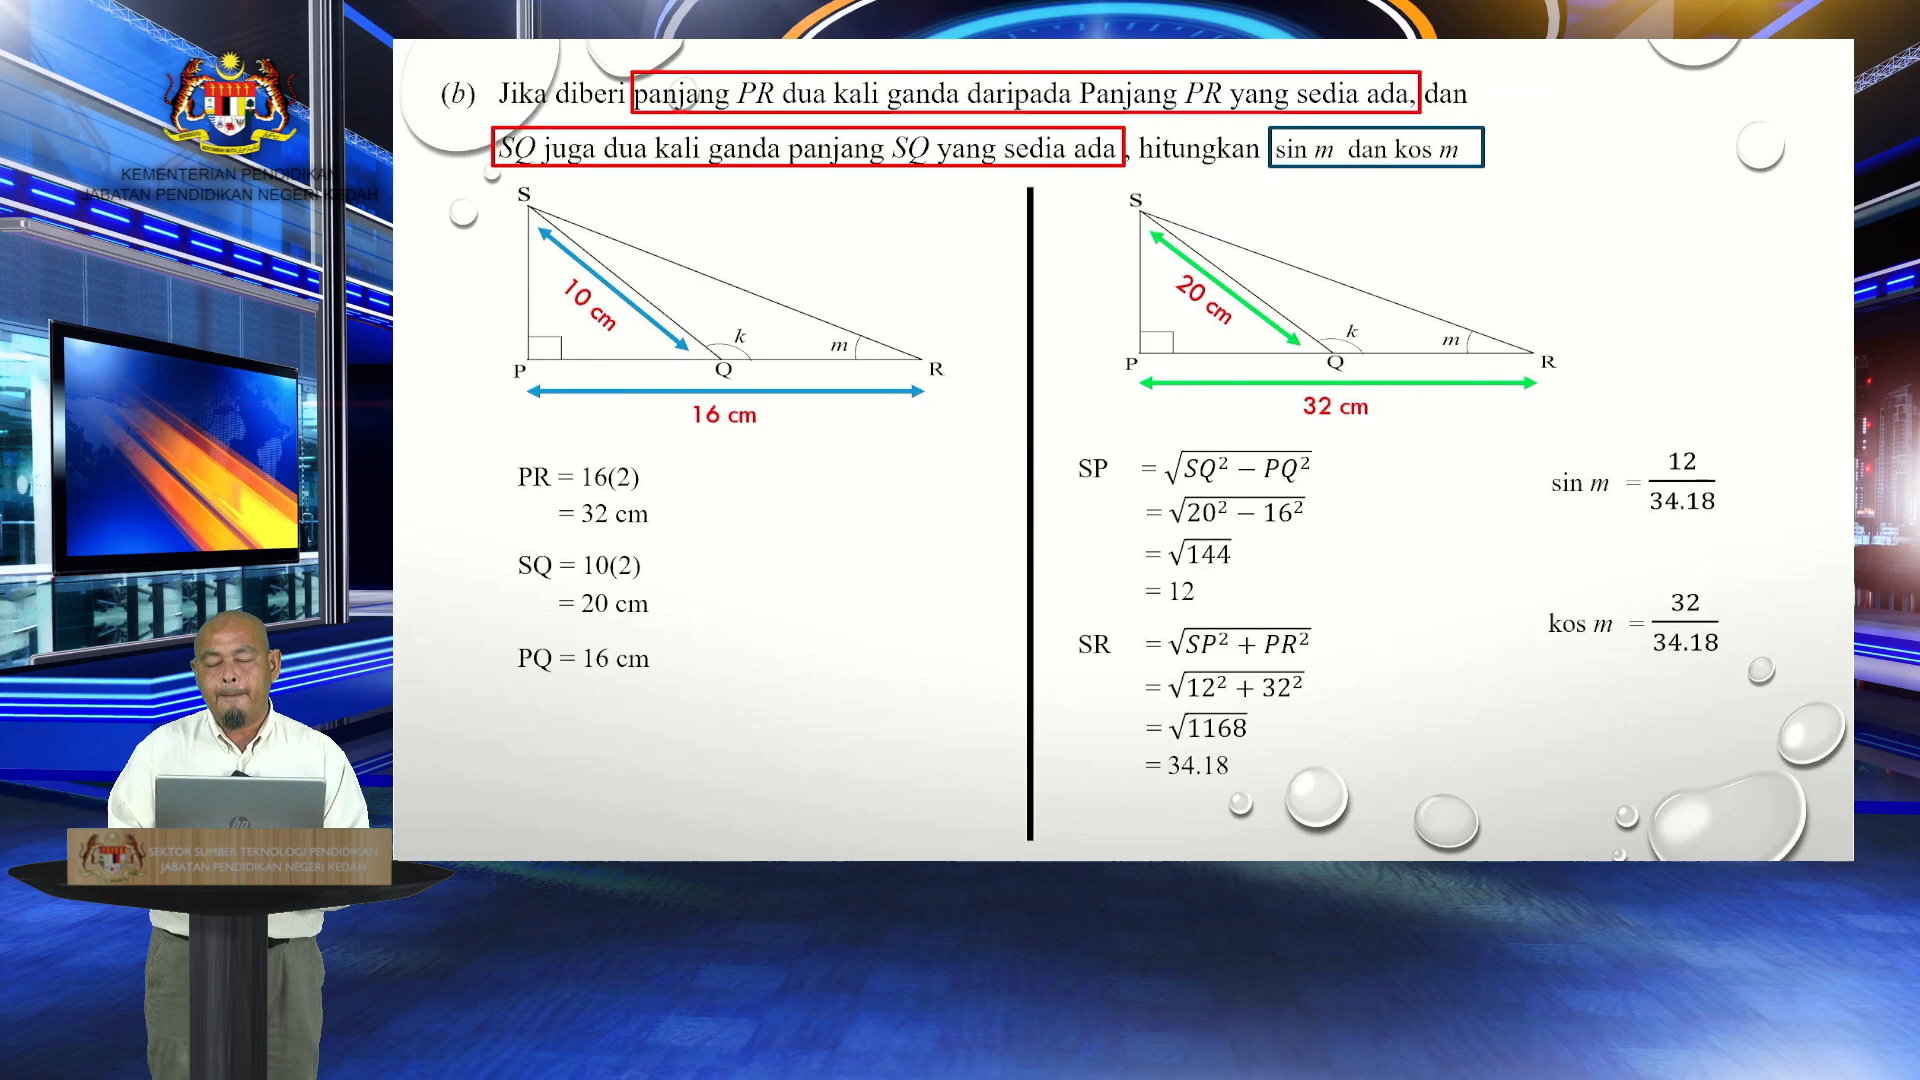 (b) Jika diberi panjang PR dua kali ganda daripada Panjang PR yang sedia ada, dan
SQ juga dua kali ganda panjang SQ yang sedia ada , hitungkan sin m dan kos m
KEMENTERIAN PENDIDIKAN
JABATAN PENDIDIKAN NEGERI KEDAH
S
10 cm
k
m
P
Q
R
16 cm
PR = 16(2)
= 32 cm
SQ = 10(2)
= 20 cm
PQ = 16 cm
S
20 cm
k
m
P
Q
R
32 cm
SP = √(SQ² − PQ²)
= √(20² − 16²)
= √144
= 12
SR = √(SP² + PR²)
= √(12² + 32²)
= √1168
= 34.18
sin m = 12/34.18
kos m = 32/34.18
hp
SEKTOR SUMBER TEKNOLOGI PENDIDIKAN
JABATAN PENDIDIKAN NEGERI KEDAH